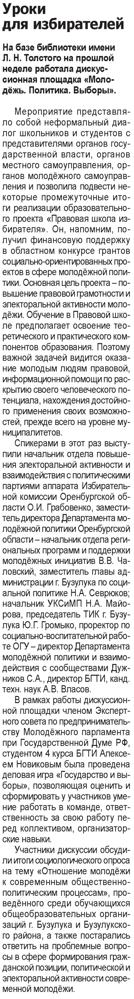 Уроки
для избирателей
На базе библиотеки имени
Л. Н. Толстого на прошлой
неделе работала дискус-
сионная площадка «Моло-
дёжь. Политика. Выборы».
Мероприятие представля-
ло собой неформальный диа-
лог школьников и студентов с
представителями органов госу-
дарственной власти, органов
местного самоуправления, ор-
ганов молодёжного самоуправ-
ления и позволила подвести не-
которые промежуточные ито-
ги реализации образовательно-
го проекта «Правовая школа из-
бирателя». Он, напомним, по-
лучил финансовую поддержку
в областном конкурсе грантов
социально-ориентированных про-
ектов в сфере молодёжной поли-
тики. Основная цель проекта – по-
вышение правовой грамотности и
электоральной активности моло-
дёжи. Обучение в Правовой шко-
ле предполагает освоение тео-
ретического и практического ком-
понентов образования. Поэтому
важной задачей видится оказа-
ние молодым людям правовой,
информационной помощи по рас-
крытию своего человеческого по-
тенциала, нахождения достойно-
го применения своих возможно-
стей, прежде всего на уровне му-
ниципалитетов.
Спикерами в этот раз высту-
пили начальник отдела повыше-
ния электоральной активности и
взаимодействия с политическими
партиями аппарата Избиратель-
ной комиссии Оренбургской об-
ласти О.И. Грабовенко, замести-
тель директора Департамента мо-
лодёжной политики Оренбургской
области – начальник отдела реги-
ональных программ и поддержки
молодёжных инициатив В.В. Ча-
ловский, заместитель главы ад-
министрации г. Бузулука по соци-
альной политике Н.А. Севрюков;
начальник УКСиМП Н.А. Майо-
рова, председатель ТИК г. Бузу-
лука Ю.Г. Громыко, проректор по
социально-воспитательной рабо-
те ОГУ – директор Департамента
молодёжной политики и взаимо-
действия с сообществами Дуж-
ников С.А., директор БГТИ, канд.
техн. наук А.В. Власов.
В рамках работы дискуссион-
ной площадки членом Эксперт-
ного совета по предприниматель-
ству Молодёжного парламента
при Государственной Думе РФ,
студентом 4 курса БГТИ Алексе-
ем Новиковым была проведена
деловая игра «Государство и вы-
боры», позволяющая оценить и
сформировать у участников уме-
ние работать в команде, ответ-
ственность за свою работу пе-
ред коллективом, организатор-
ские навыки.
Участники дискуссии обсуди-
ли итоги социологического опроса
на тему «Отношение молодёжи
к современным общественно-
политическим процессам», про-
ведённого среди обучающихся
общеобразовательных органи-
заций г. Бузулука и Бузулукско-
го района, а также постарались
ответить на проблемные вопро-
сы в сфере формирования граж-
данской позиции, политической и
электоральной активности совре-
менной молодёжи.